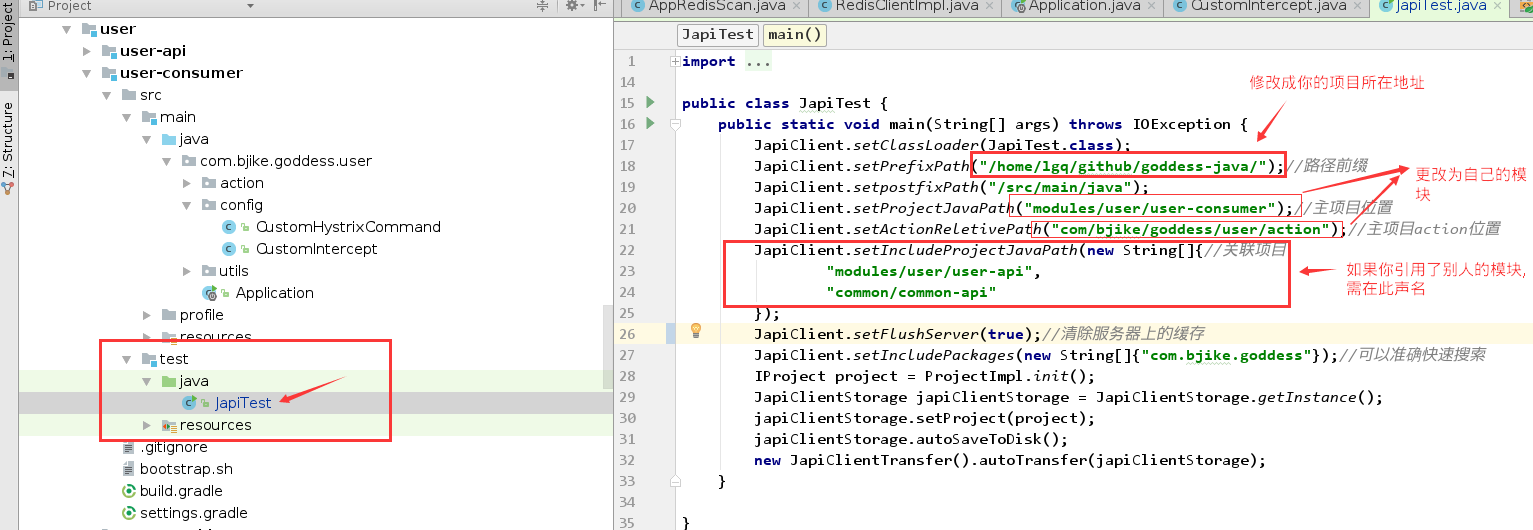 1: Project
7: Structure
Project
user
user-api
user-consumer
src
main
java
com.bjike.goddess.user
action
config
CustomHystrixCommand
CustomIntercept
utils
Application
profile
resources
test
java
JapiTest
resources
.gitignore
bootstrap.sh
build.gradle
settings.gradle
AppRedisScan.java
RedisClientImpl.java
Application.java
CustomIntercept.java
JapiTest.java
JapiTest main()
1 import ...
14
15 public class JapiTest {
16 public static void main(String[] args) throws IOException {
17 JapiClient.setClassLoader(JapiTest.class);
18 JapiClient.setPrefixPath("/home/lgq/github/goddess-java/");//路径前缀
19 JapiClient.setpostfixPath("/src/main/java");
20 JapiClient.setProjectJavaPath("modules/user/user-consumer");//主项目位置
21 JapiClient.setActionReletivePath("com/bjike/goddess/user/action");//主项目action位置
22 JapiClient.setIncludeProjectJavaPath(new String[]{//关联项目
23 "modules/user/user-api",
24 "common/common-api"
25 });
26 JapiClient.setFlushServer(true);//清除服务器上的缓存
27 JapiClient.setIncludePackages(new String[]{"com.bjike.goddess"});//可以准确快速搜索
28 IProject project = ProjectImpl.init();
29 JapiClientStorage japiClientStorage = JapiClientStorage.getInstance();
30 japiClientStorage.setProject(project);
31 japiClientStorage.autoSaveToDisk();
32 new JapiClientTransfer().autoTransfer(japiClientStorage);
33 }
34
35 }
修改成你的项目所在地址
更改为自己的模
块
如果你引用了别人的模块,
需在此声名